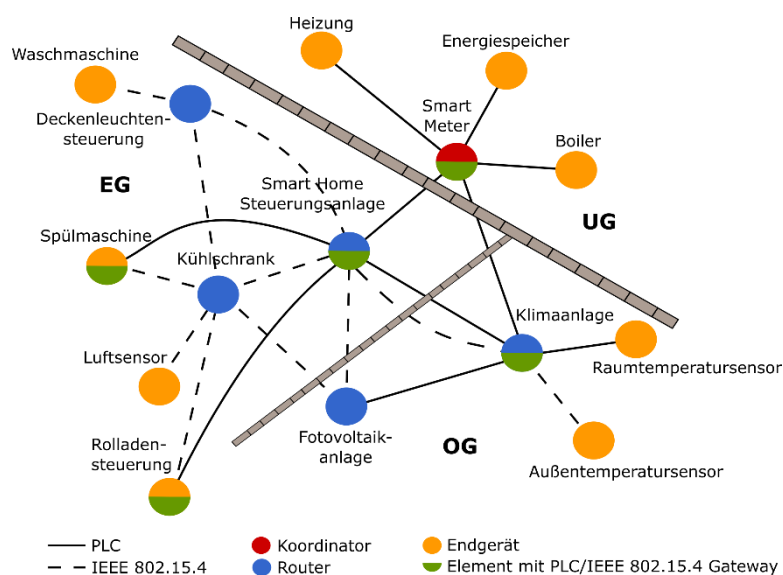 Heizung
Energiespeicher
Waschmaschine
Deckenleuchten-
steuerung
Smart
Meter
Boiler
EG
Smart Home
Steuerungsanlage
UG
Spülmaschine
Kühlschrank
Klimaanlage
Luftsensor
Raumtemperatursensor
Rolladen-
steuerung
Fotovoltaik-
anlage
OG
Außentemperatursensor
PLC
Koordinator
Endgerät
IEEE 802.15.4
Router
Element mit PLC/IEEE 802.15.4 Gateway